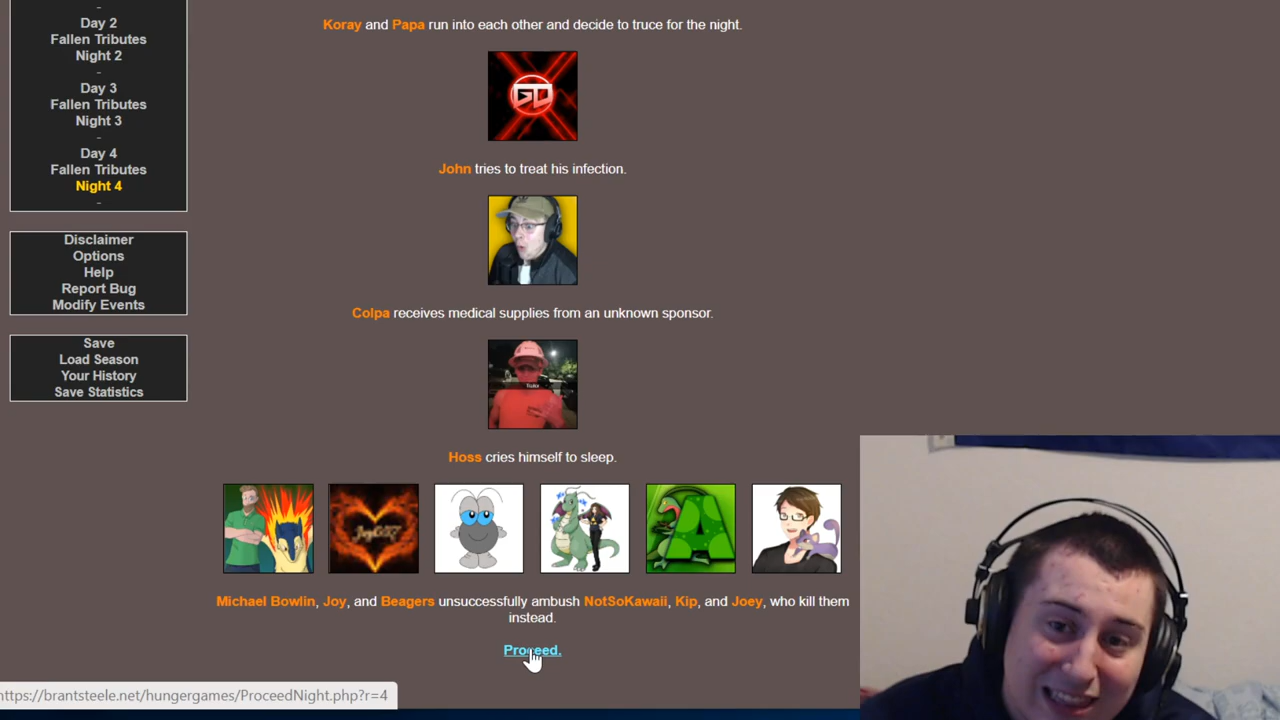 -
Day 2
Fallen Tributes
Night 2
-
Day 3
Fallen Tributes
Night 3
-
Day 4
Fallen Tributes
Night 4
-
Disclaimer
Options
Help
Report Bug
Modify Events
Save
Load Season
Your History
Save Statistics
Koray and Papa run into each other and decide to truce for the night.
GD
John tries to treat his infection.
Colpa receives medical supplies from an unknown sponsor.
Hoss cries himself to sleep.
A
Michael Bowlin, Joy, and Beagers unsuccessfully ambush NotSoKawaii, Kip, and Joey, who kill them
instead.
Proceed.
https://brantsteele.net/hungergames/ProceedNight.php?r=4